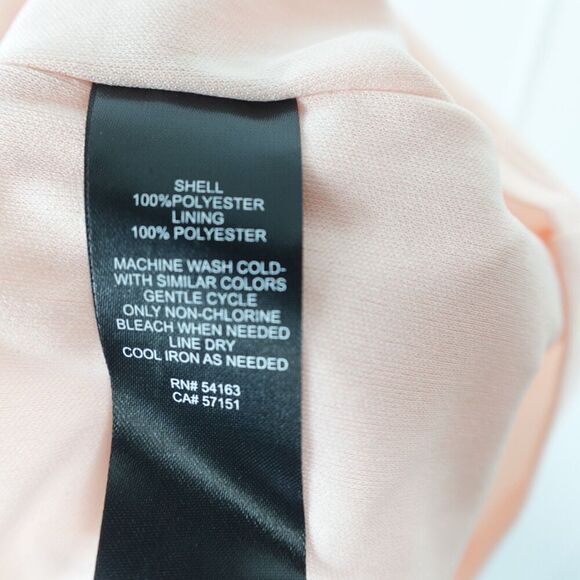 SHELL
100%POLYESTER
LINING
100% POLYESTER
MACHINE WASH COLD-
WITH SIMILAR COLORS
GENTLE CYCLE
ONLY NON-CHLORINE
BLEACH WHEN NEEDED
LINE DRY
COOL IRON AS NEEDED
RN# 54163
CA# 57151